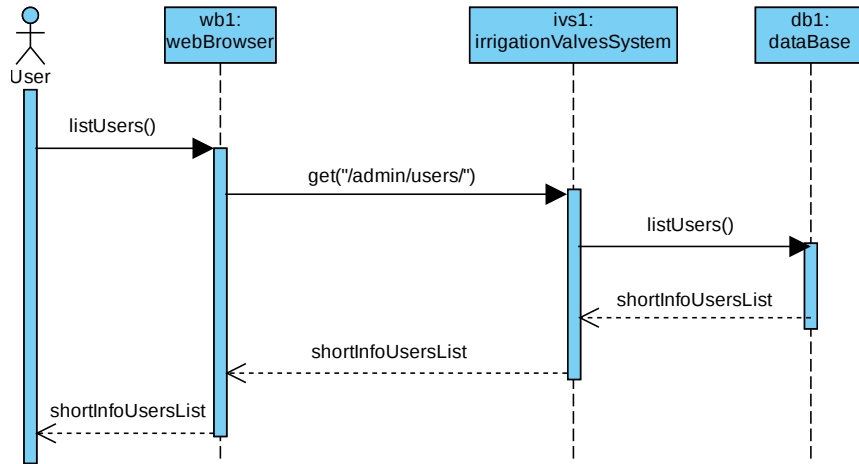 wb1:
webBrowser
ivs1:
irrigationValvesSystem
db1:
dataBase
User
listUsers()
get("/admin/users/")
listUsers()
shortInfoUsersList
shortInfoUsersList
shortInfoUsersList